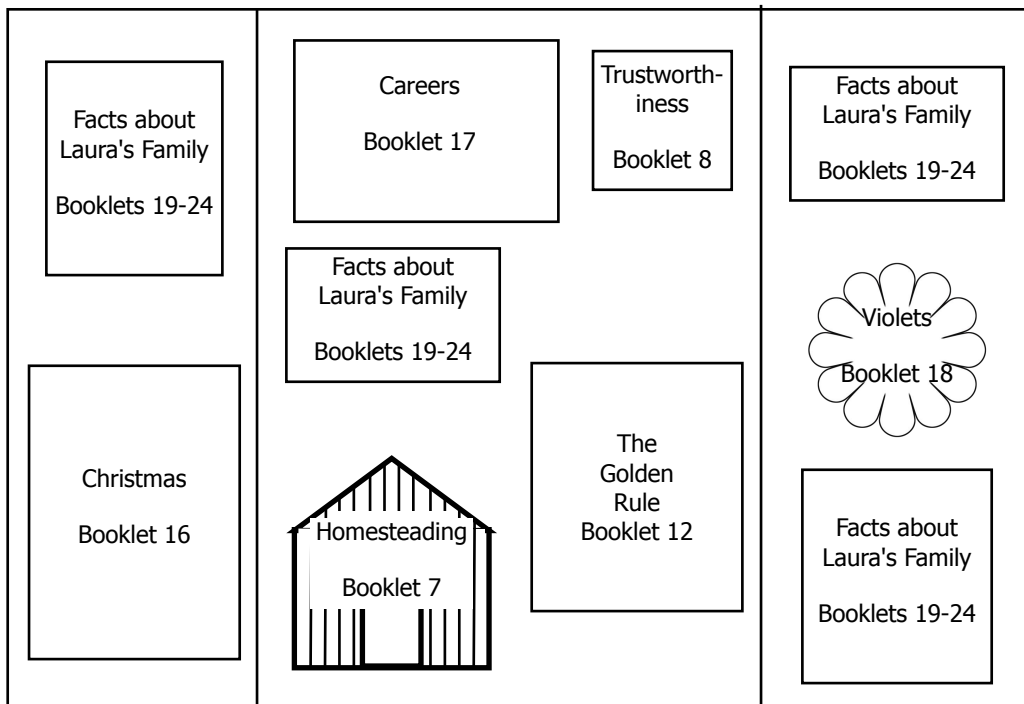 Facts about
Laura's Family
Booklets 19-24
Christmas
Booklet 16
Careers
Booklet 17
Trustworth-
iness
Booklet 8
Facts about
Laura's Family
Booklets 19-24
Homesteading
Booklet 7
The
Golden
Rule
Booklet 12
Facts about
Laura's Family
Booklets 19-24
Violets
Booklet 18
Facts about
Laura's Family
Booklets 19-24